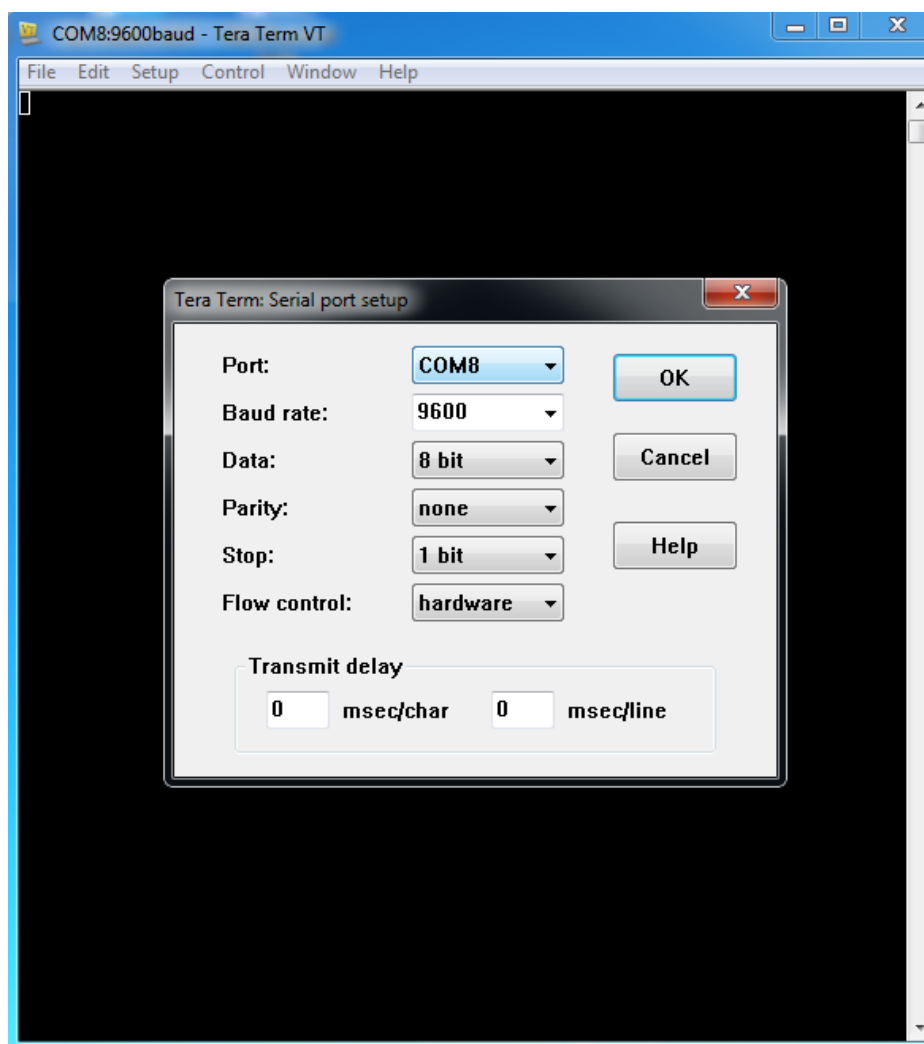 COM8:9600baud - Tera Term VT
File Edit Setup Control Window Help
Tera Term: Serial port setup
Port: COM8
OK
Baud rate: 9600
Data: 8 bit
Cancel
Parity: none
Stop: 1 bit
Help
Flow control: hardware
Transmit delay
0 msec/char 0 msec/line